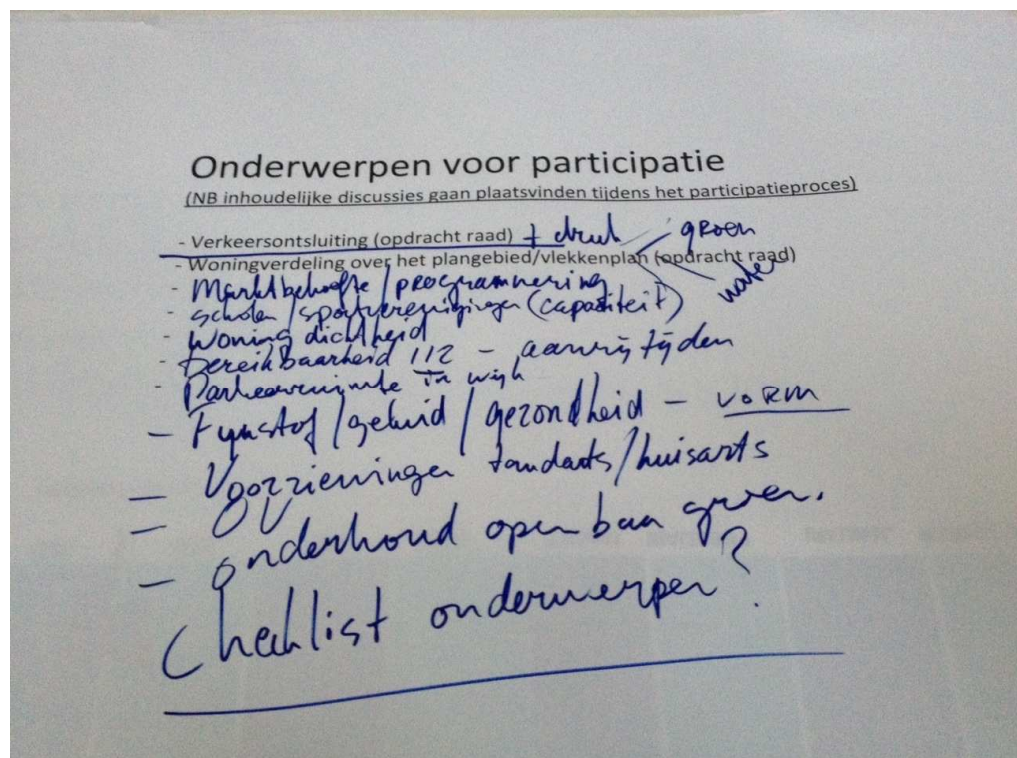 Onderwerpen voor participatie
(NB inhoudelijke discussies gaan plaatsvinden tijdens het participatieproces)
- Verkeersontsluiting (opdracht raad) + druk
groen
- Woningverdeling over het plangebied/vlekkenplan (opdracht raad)
water
- Marktbehoefte / programmering
- scholen / sportverenigingen (capaciteit)
- Woning dichtheid
- Bereikbaarheid 112 - aanrijtijden
- Parkeerruimte in wijk
- Fijnstof / geluid / gezondheid - VORM
- Voorzieningen tandarts / huisarts
- OV
- onderhoud openbaar groen.
Checklist onderwerpen?